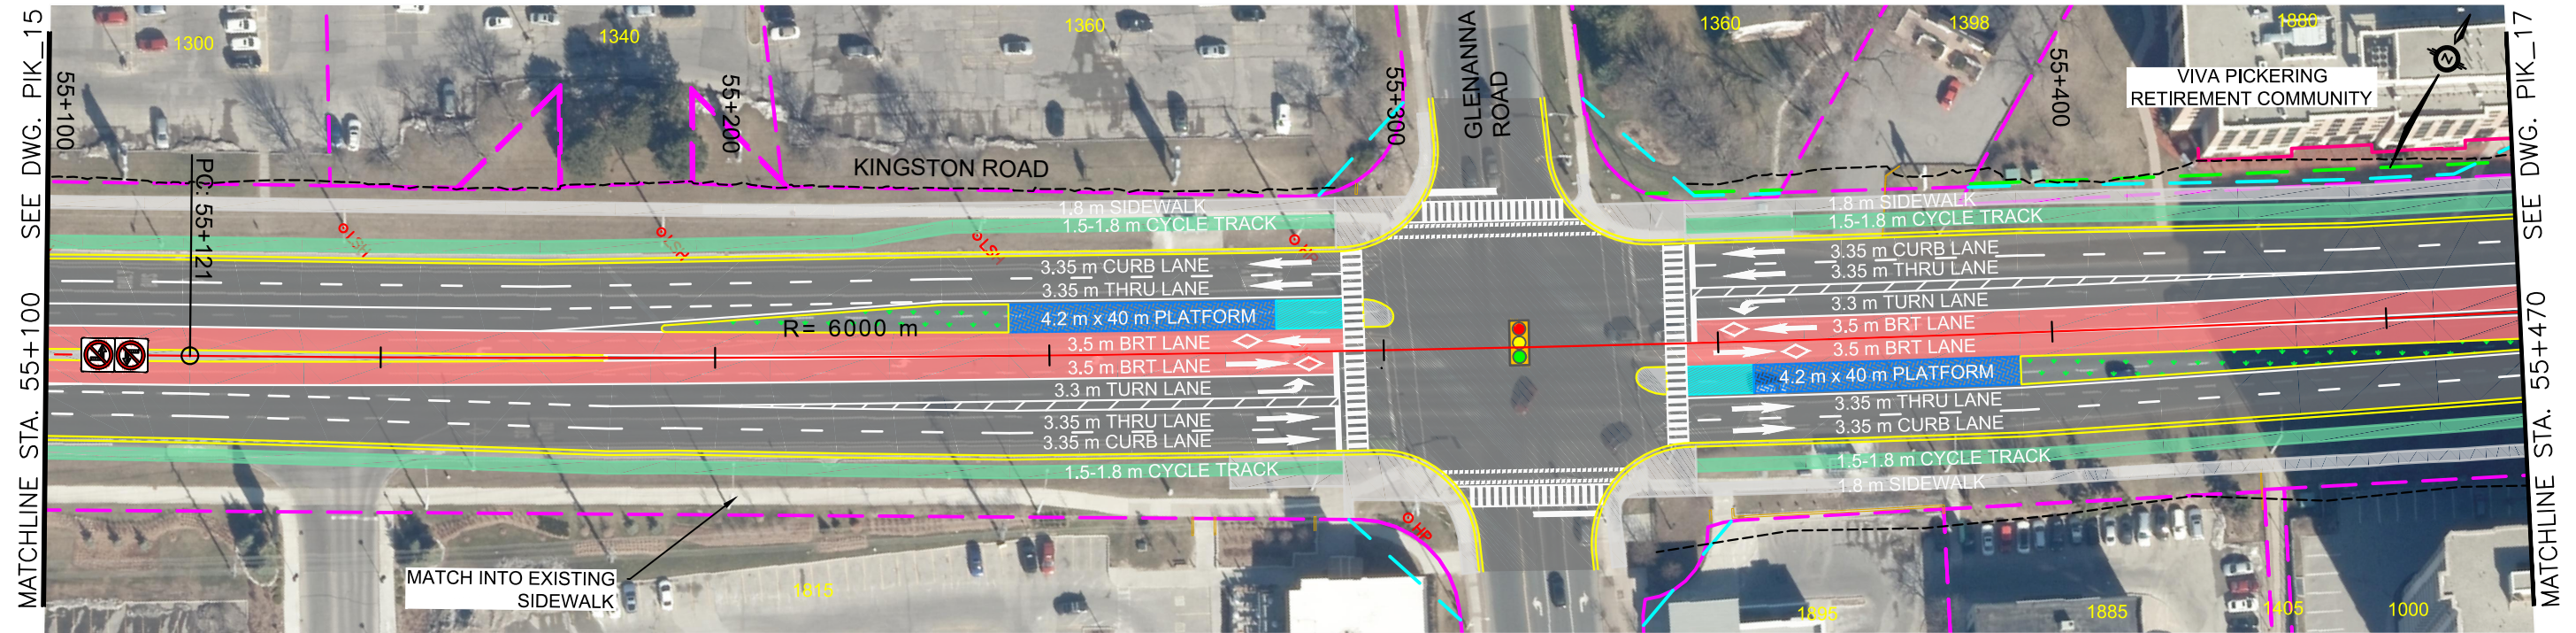 MATCHLINE STA. 55+100 SEE DWG. PIK_15
55+100
1300
1340
55+200
1360
55+300
GLENANNA
ROAD
1360
1398
55+400
1880
VIVA PICKERING
RETIREMENT COMMUNITY
N
MATCHLINE STA. 55+470 SEE DWG. PIK_17
PC: 55+121
KINGSTON ROAD
1.8 m SIDEWALK
1.5-1.8 m CYCLE TRACK
3.35 m CURB LANE
3.35 m THRU LANE
4.2 m x 40 m PLATFORM
R= 6000 m
3.5 m BRT LANE
3.5 m BRT LANE
3.3 m TURN LANE
3.35 m THRU LANE
3.35 m CURB LANE
1.5-1.8 m CYCLE TRACK
1.8 m SIDEWALK
1.5-1.8 m CYCLE TRACK
3.35 m CURB LANE
3.35 m THRU LANE
3.3 m TURN LANE
3.5 m BRT LANE
3.5 m BRT LANE
4.2 m x 40 m PLATFORM
3.35 m THRU LANE
3.35 m CURB LANE
1.5-1.8 m CYCLE TRACK
1.8 m SIDEWALK
HP
HP
MATCH INTO EXISTING
SIDEWALK
1815
1895
1885
1405
1000